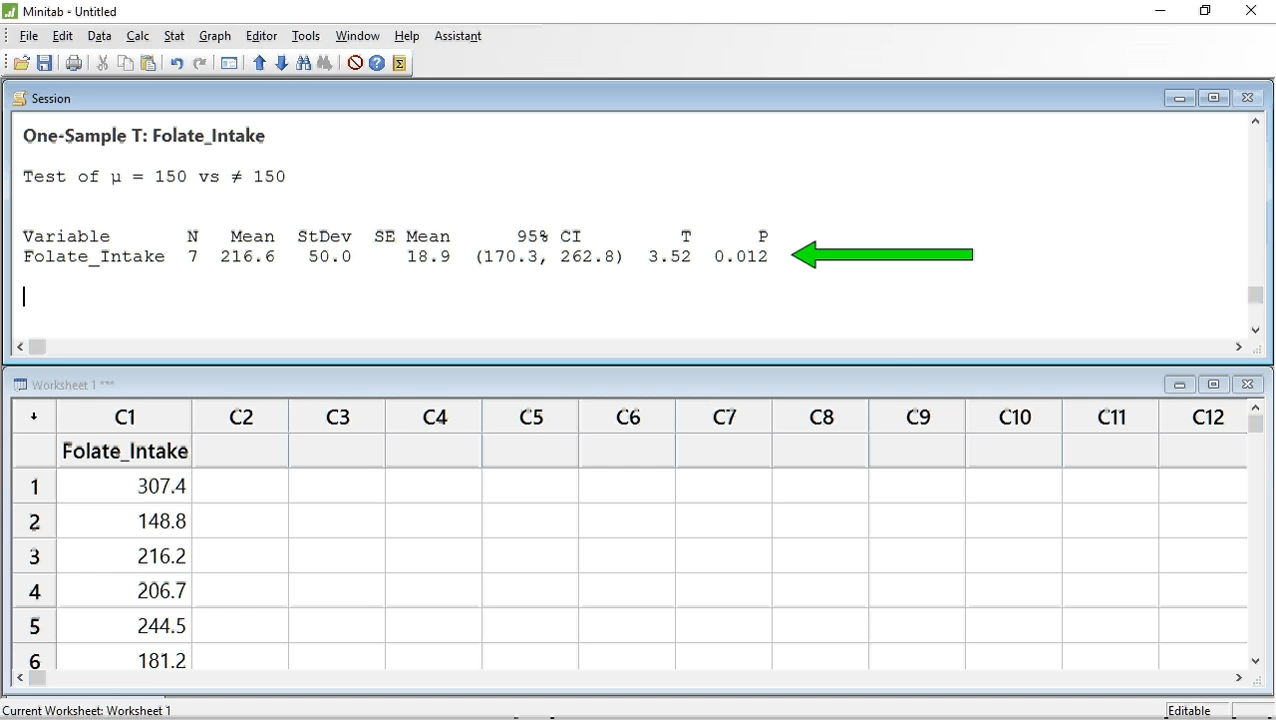 Minitab - Untitled
File Edit Data Calc Stat Graph Editor Tools Window Help Assistant
Session
One-Sample T: Folate_Intake
Test of μ = 150 vs ≠ 150
Variable N Mean StDev SE Mean 95% CI T P
Folate_Intake 7 216.6 50.0 18.9 (170.3, 262.8) 3.52 0.012
Worksheet 1 ***
C1 C2 C3 C4 C5 C6 C7 C8 C9 C10 C11 C12
Folate_Intake
1 307.4
2 148.8
3 216.2
4 206.7
5 244.5
6 181.2
Current Worksheet: Worksheet 1 Editable